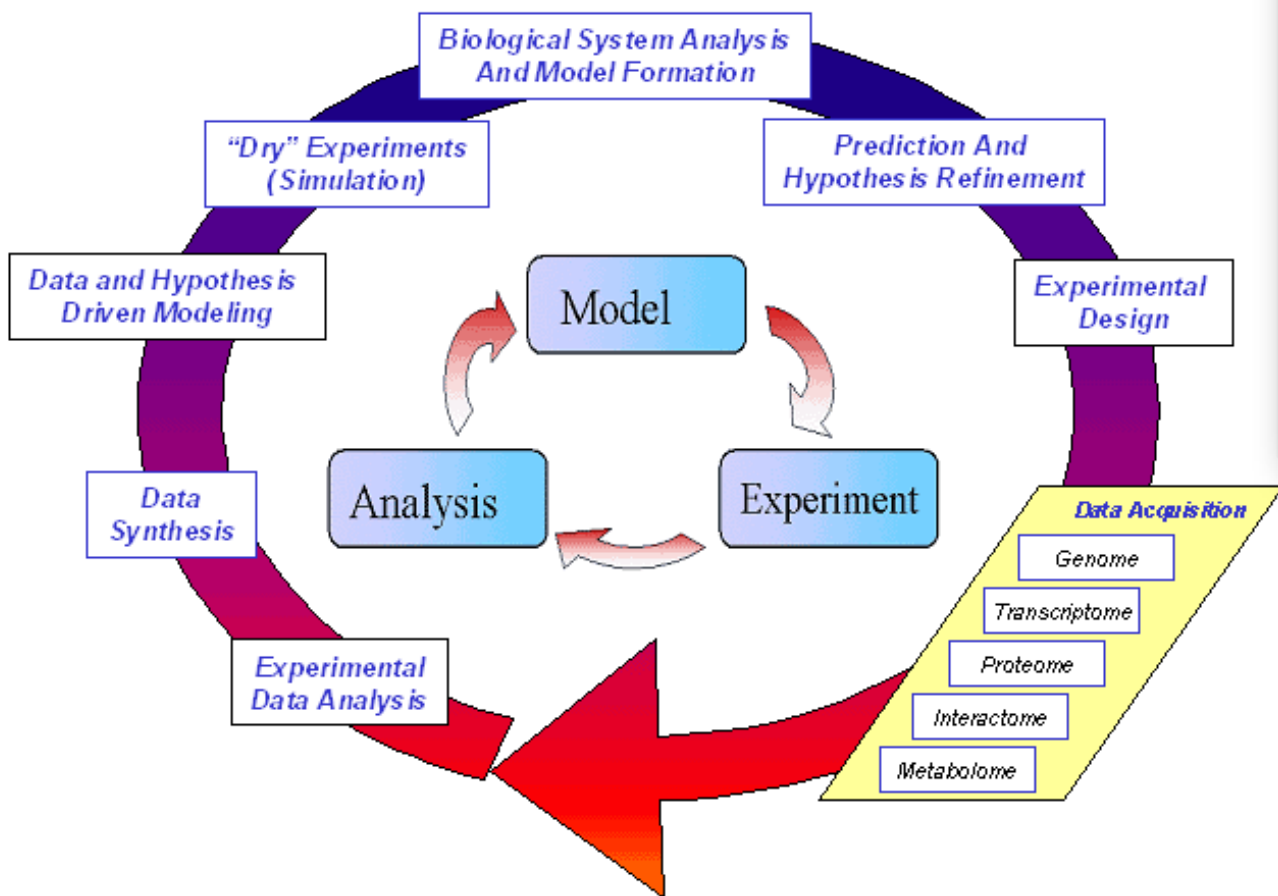 Biological System Analysis
And Model Formation
“Dry” Experiments
(Simulation)
Prediction And
Hypothesis Refinement
Data and Hypothesis
Driven Modeling
Experimental
Design
Model
Analysis
Experiment
Data
Synthesis
Data Acquisition
Genome
Transcriptome
Proteome
Interactome
Metabolome
Experimental
Data Analysis